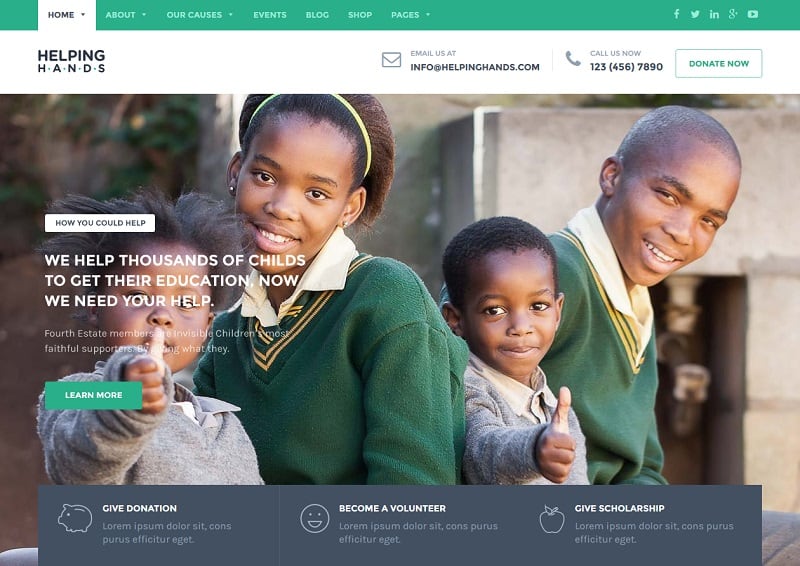 HOME ABOUT OUR CAUSES EVENTS BLOG SHOP PAGES
HELPING
H·A·N·D·S
EMAIL US AT
INFO@HELPINGHANDS.COM
CALL US NOW
123 (456) 7890
DONATE NOW
HOW YOU COULD HELP
WE HELP THOUSANDS OF CHILDS
TO GET THEIR EDUCATION, NOW
WE NEED YOUR HELP.
Fourth Estate members are Invisible Children's most
faithful supporters. By giving what they.
LEARN MORE
GIVE DONATION
Lorem ipsum dolor sit, cons
purus efficitur eget.
BECOME A VOLUNTEER
Lorem ipsum dolor sit, cons purus
efficitur eget.
GIVE SCHOLARSHIP
Lorem ipsum dolor sit, cons purus
efficitur eget.